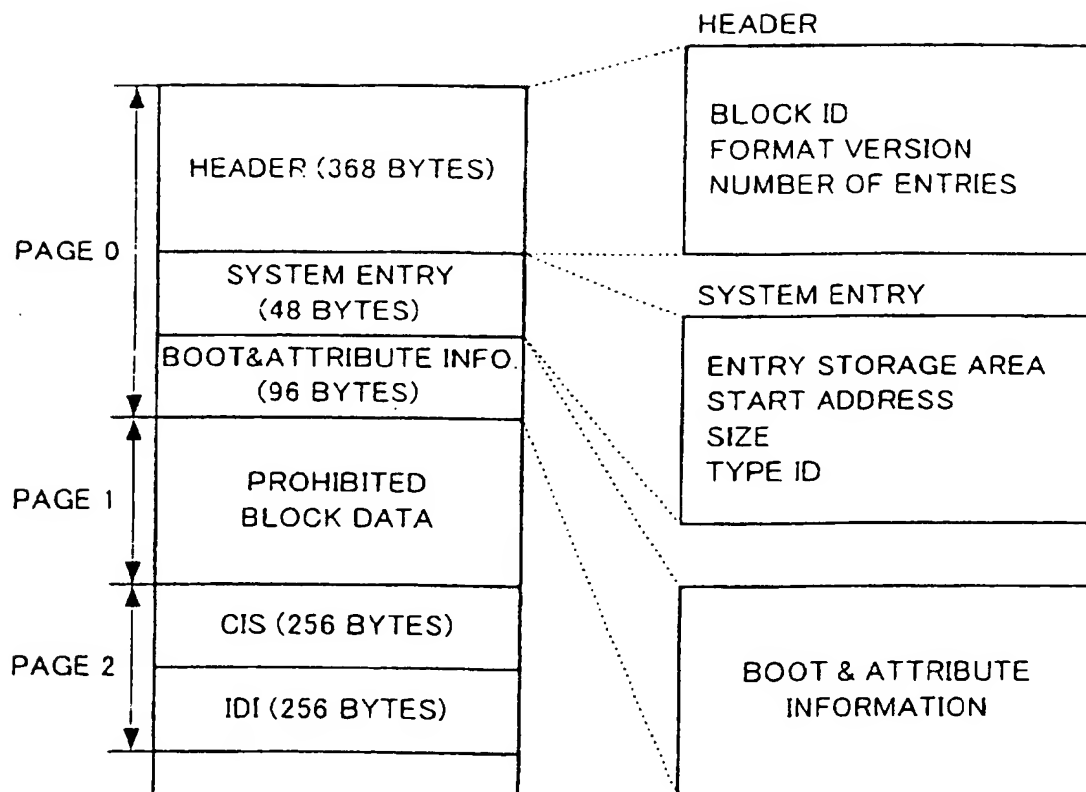 PAGE 0
HEADER (368 BYTES)
SYSTEM ENTRY
(48 BYTES)
BOOT&ATTRIBUTE INFO.
(96 BYTES)
PAGE 1
PROHIBITED
BLOCK DATA
PAGE 2
CIS (256 BYTES)
IDI (256 BYTES)
HEADER
BLOCK ID
FORMAT VERSION
NUMBER OF ENTRIES
SYSTEM ENTRY
ENTRY STORAGE AREA
START ADDRESS
SIZE
TYPE ID
BOOT & ATTRIBUTE
INFORMATION